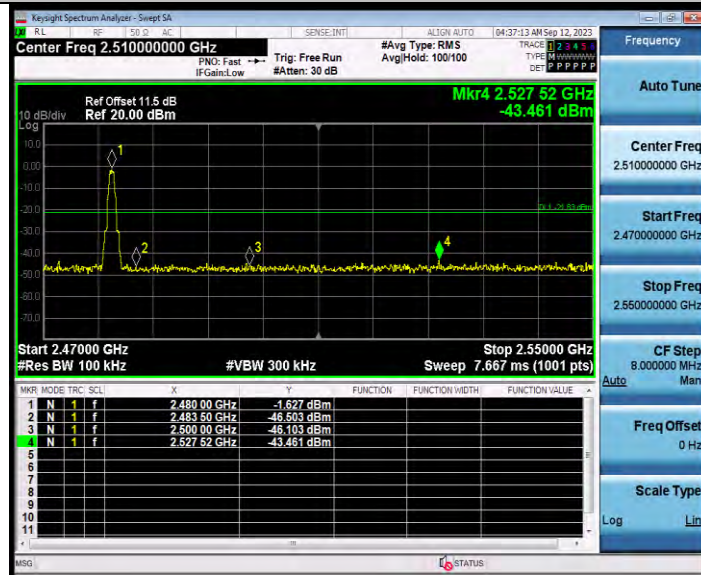 Keysight Spectrum Analyzer - Swept SA
LXI RL RF 50 Ω AC SENSE:INT ALIGN AUTO 04:37:13 AM Sep 12, 2023
Center Freq 2.510000000 GHz
PNO: Fast
IFGain:Low
Trig: Free Run
#Atten: 30 dB
#Avg Type: RMS
Avg|Hold: 100/100
TRACE 1 2 3 4 5 6
TYPE M WWWWW
DET P P P P P P
Ref Offset 11.5 dB
10 dB/div Ref 20.00 dBm
Log
Mkr4 2.527 52 GHz
-43.461 dBm
10.0
0.00
-10.0
-20.0
-30.0
-40.0
-50.0
-60.0
-70.0
1
2
3
4
DL1 -21.63 dBm
Start 2.47000 GHz Stop 2.55000 GHz
#Res BW 100 kHz #VBW 300 kHz Sweep 7.667 ms (1001 pts)
MKR MODE TRC SCL X Y FUNCTION FUNCTION WIDTH FUNCTION VALUE
1 N 1 f 2.480 00 GHz -1.627 dBm
2 N 1 f 2.483 50 GHz -46.503 dBm
3 N 1 f 2.500 00 GHz -46.103 dBm
4 N 1 f 2.527 52 GHz -43.461 dBm
5
6
7
8
9
10
11
MSG STATUS
Frequency
Auto Tune
Center Freq
2.510000000 GHz
Start Freq
2.470000000 GHz
Stop Freq
2.550000000 GHz
CF Step
8.000000 MHz
Auto Man
Freq Offset
0 Hz
Scale Type
Log Lin